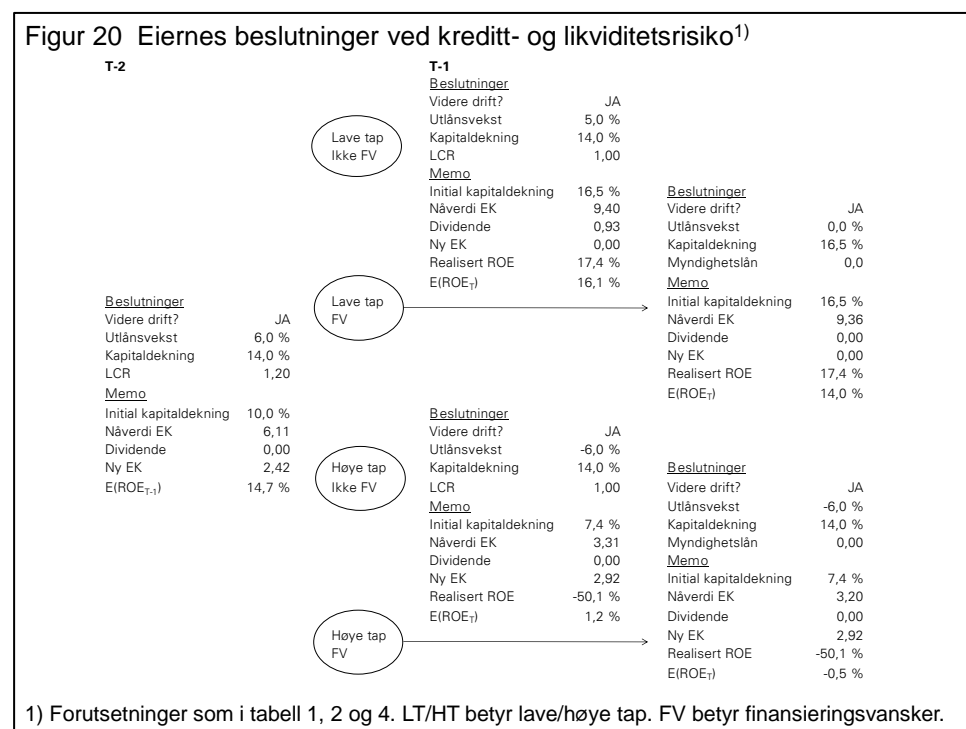 Figur 20 Eiernes beslutninger ved kreditt- og likviditetsrisiko1)
T-2
Beslutninger
Videre drift? JA
Utlånsvekst 6,0 %
Kapitaldekning 14,0 %
LCR 1,20
Memo
Initial kapitaldekning 10,0 %
Nåverdi EK 6,11
Dividende 0,00
Ny EK 2,42
E(ROET-1) 14,7 %
T-1
Lave tap
Ikke FV
Beslutninger
Videre drift? JA
Utlånsvekst 5,0 %
Kapitaldekning 14,0 %
LCR 1,00
Memo
Initial kapitaldekning 16,5 %
Nåverdi EK 9,40
Dividende 0,93
Ny EK 0,00
Realisert ROE 17,4 %
E(ROET) 16,1 %
Lave tap
FV
Beslutninger
Videre drift? JA
Utlånsvekst 0,0 %
Kapitaldekning 16,5 %
Myndighetslån 0,0
Memo
Initial kapitaldekning 16,5 %
Nåverdi EK 9,36
Dividende 0,00
Ny EK 0,00
Realisert ROE 17,4 %
E(ROET) 14,0 %
Høye tap
Ikke FV
Beslutninger
Videre drift? JA
Utlånsvekst -6,0 %
Kapitaldekning 14,0 %
LCR 1,00
Memo
Initial kapitaldekning 7,4 %
Nåverdi EK 3,31
Dividende 0,00
Ny EK 2,92
Realisert ROE -50,1 %
E(ROET) 1,2 %
Høye tap
FV
Beslutninger
Videre drift? JA
Utlånsvekst -6,0 %
Kapitaldekning 14,0 %
Myndighetslån 0,00
Memo
Initial kapitaldekning 7,4 %
Nåverdi EK 3,20
Dividende 0,00
Ny EK 2,92
Realisert ROE -50,1 %
E(ROET) -0,5 %
1) Forutsetninger som i tabell 1, 2 og 4. LT/HT betyr lave/høye tap. FV betyr finansieringsvansker.